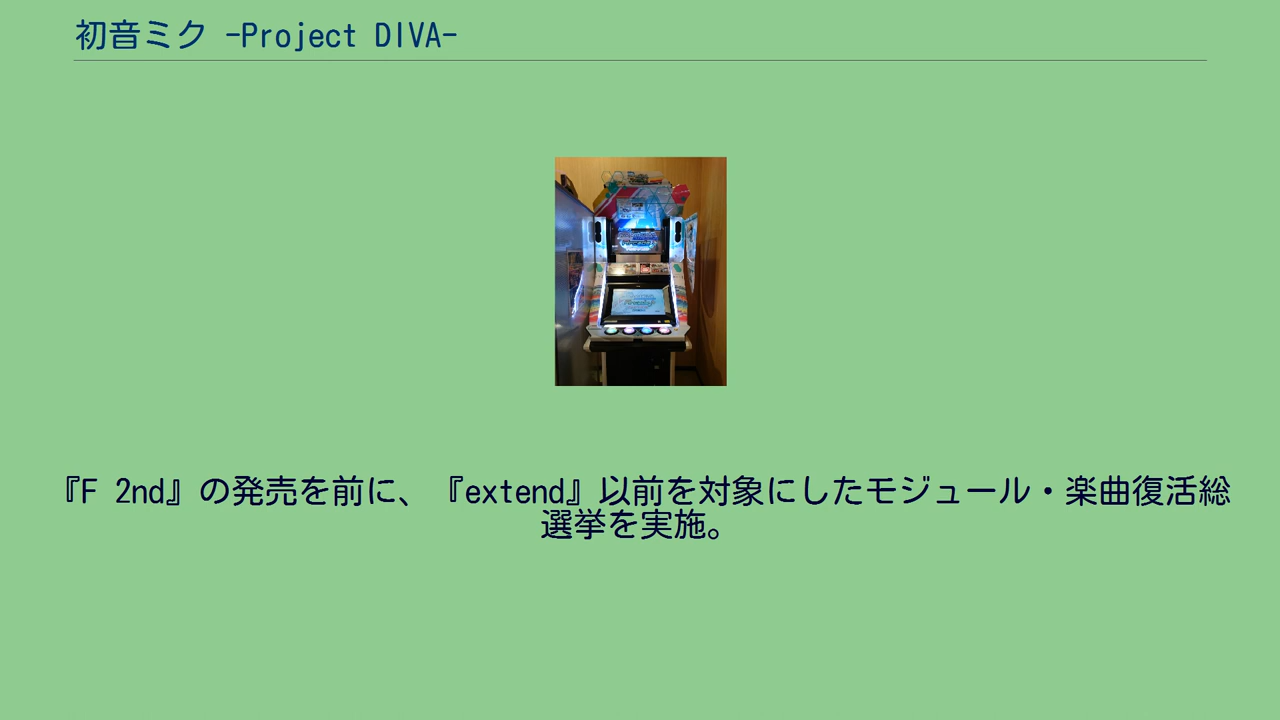 初音ミク -Project DIVA-
『F 2nd』の発売を前に、『extend』以前を対象にしたモジュール・楽曲復活総
選挙を実施。